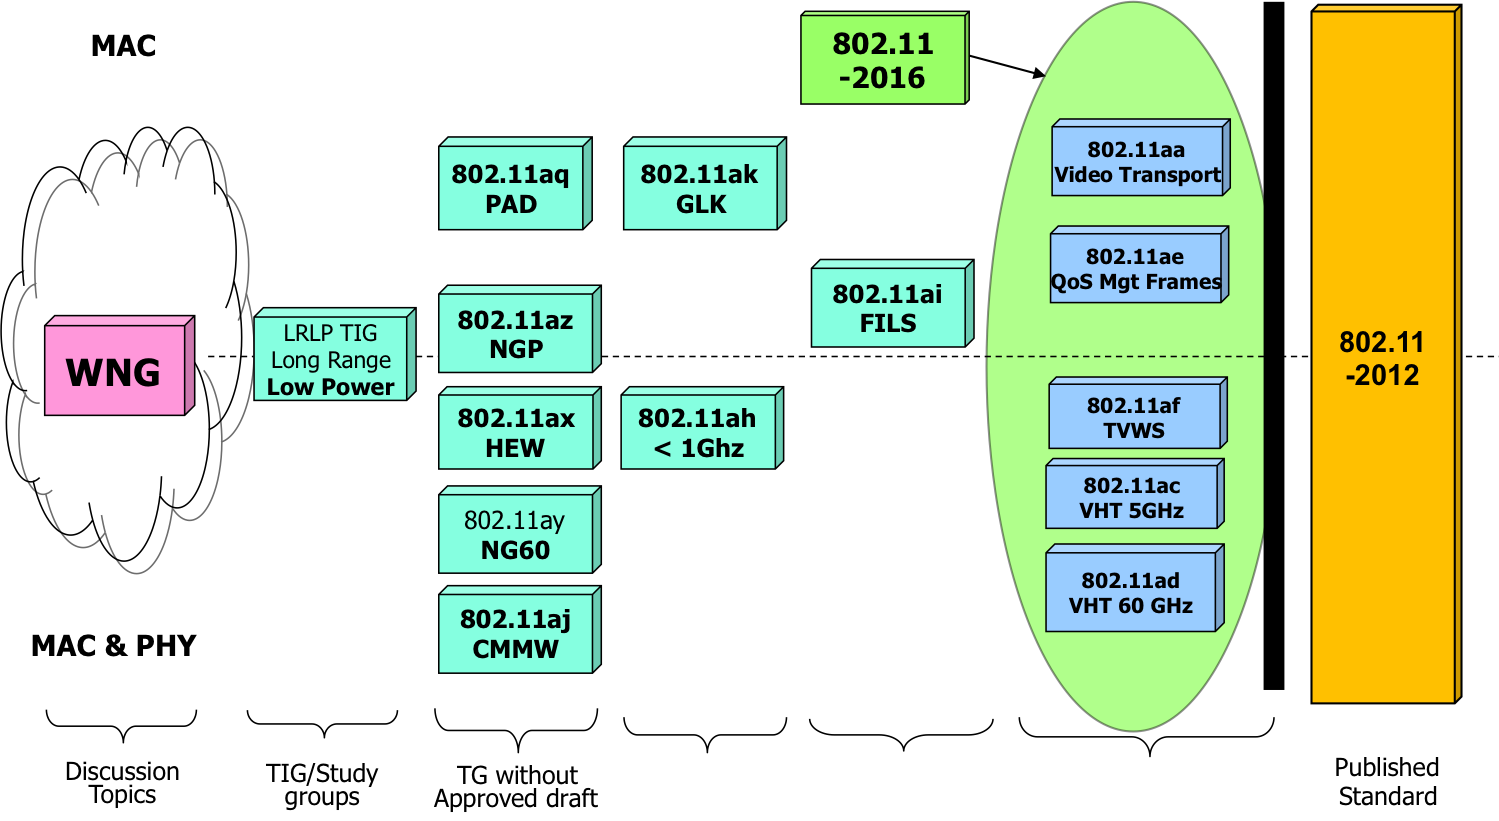 MAC
802.11
-2016
802.11aa
Video Transport
802.11aq
PAD
802.11ak
GLK
802.11ae
QoS Mgt Frames
802.11ai
FILS
802.11az
NGP
LRLP TIG
Long Range
Low Power
WNG
802.11
-2012
802.11ax
HEW
802.11ah
< 1Ghz
802.11af
TVWS
802.11ac
VHT 5GHz
802.11ay
NG60
802.11ad
VHT 60 GHz
802.11aj
CMMW
MAC & PHY
Discussion
Topics
TIG/Study
groups
TG without
Approved draft
Published
Standard